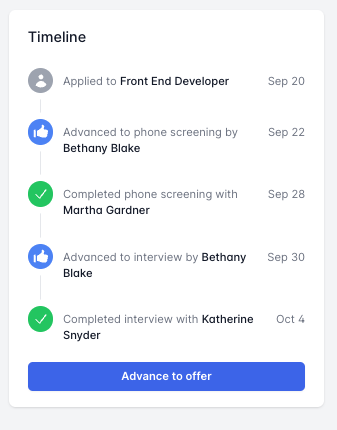 Timeline
Applied to Front End Developer Sep 20
Advanced to phone screening by Sep 22
Bethany Blake
Completed phone screening with Sep 28
Martha Gardner
Advanced to interview by Bethany Sep 30
Blake
Completed interview with Katherine Oct 4
Snyder
Advance to offer